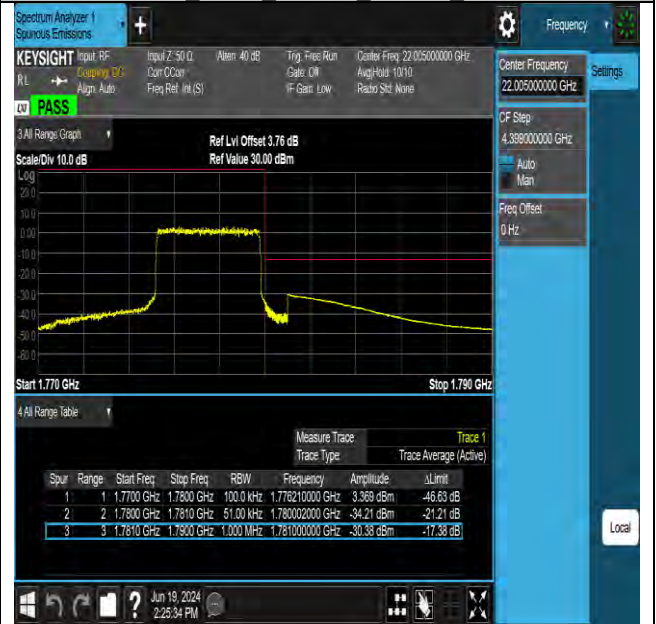 Spectrum Analyzer 1
Spurious Emissions
+
Frequency
KEYSIGHT Input: RF Input Z: 50 Ω Atten: 40 dB Trig: Free Run Center Freq: 22.005000000 GHz
RL Coupling: DC Corr CCorr Gate: Off Avg|Hold: 10/10
Align: Auto Freq Ref: Int (S) IF Gain: Low Radio Std: None
LXI PASS
Center Frequency
22.005000000 GHz
Settings
CF Step
4.399000000 GHz
Auto
Man
Freq Offset
0 Hz
3 All Range Graph
Ref Lvl Offset 3.76 dB
Scale/Div 10.0 dB Ref Value 30.00 dBm
Log
20.0
10.0
0.00
-10.0
-20.0
-30.0
-40.0
-50.0
-60.0
Start 1.770 GHz Stop 1.790 GHz
4 All Range Table
Measure Trace Trace 1
Trace Type Trace Average (Active)
Spur Range Start Freq Stop Freq RBW Frequency Amplitude ΔLimit
1 1 1.7700 GHz 1.7800 GHz 100.0 kHz 1.776210000 GHz 3.369 dBm -46.63 dB
2 2 1.7800 GHz 1.7810 GHz 51.00 kHz 1.780002000 GHz -34.21 dBm -21.21 dB
3 3 1.7810 GHz 1.7900 GHz 1.000 MHz 1.781000000 GHz -30.38 dBm -17.38 dB
Local
? Jun 19, 2024
2:25:34 PM